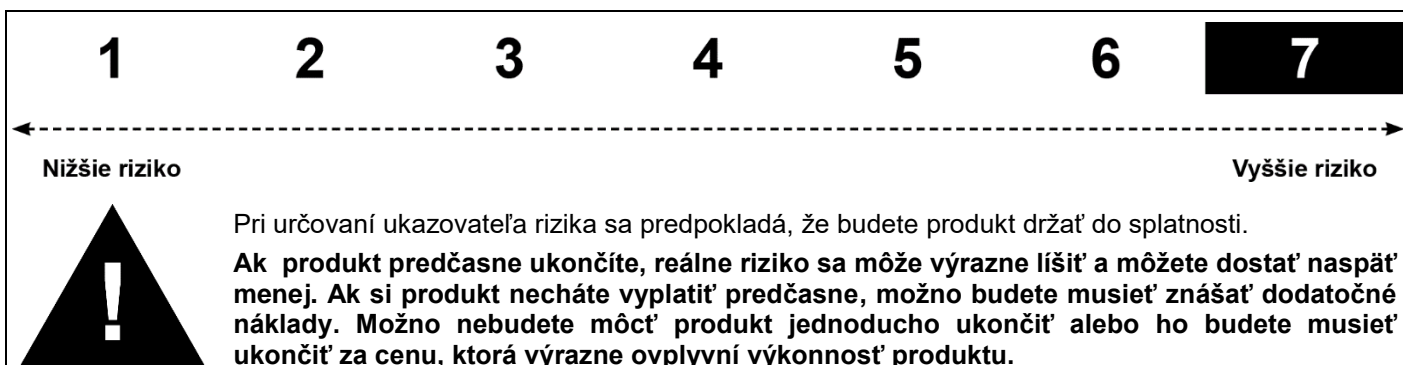 1 2 3 4 5 6 7
Nižšie riziko Vyššie riziko
Pri určovaní ukazovateľa rizika sa predpokladá, že budete produkt držať do splatnosti.
Ak produkt predčasne ukončíte, reálne riziko sa môže výrazne líšiť a môžete dostať naspäť
menej. Ak si produkt necháte vyplatiť predčasne, možno budete musieť znášať dodatočné
náklady. Možno nebudete môcť produkt jednoducho ukončiť alebo ho budete musieť
ukončiť za cenu, ktorá výrazne ovplyvní výkonnosť produktu.
!